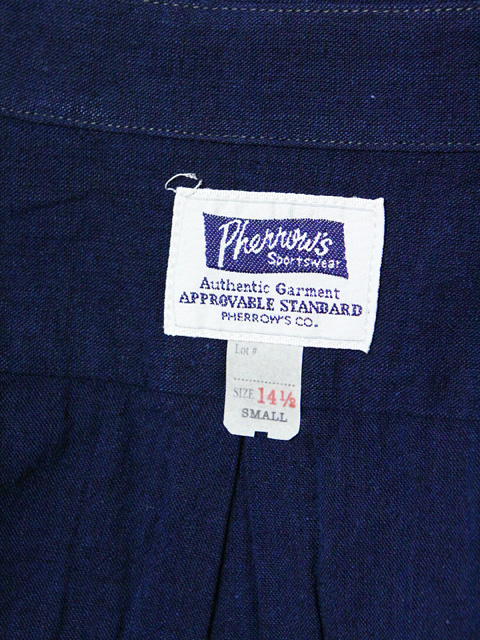 Pherrow's
Sportswear
Authentic Garment
APPROVABLE STANDARD
PHERROW'S CO.
Lot #
SIZE 14½
SMALL